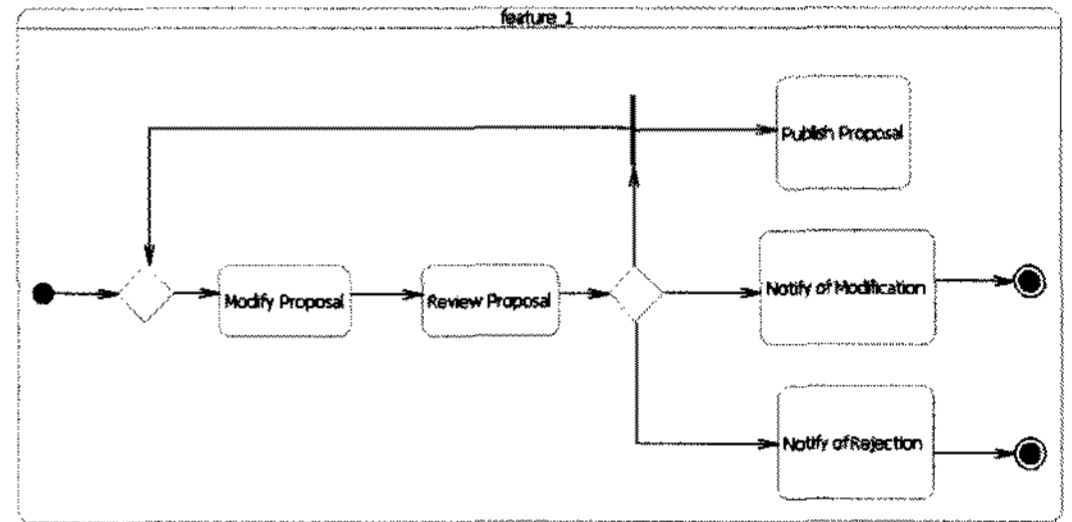 feature_1
Publish Proposal
Modify Proposal
Review Proposal
Notify of Modification
Notify of Rejection